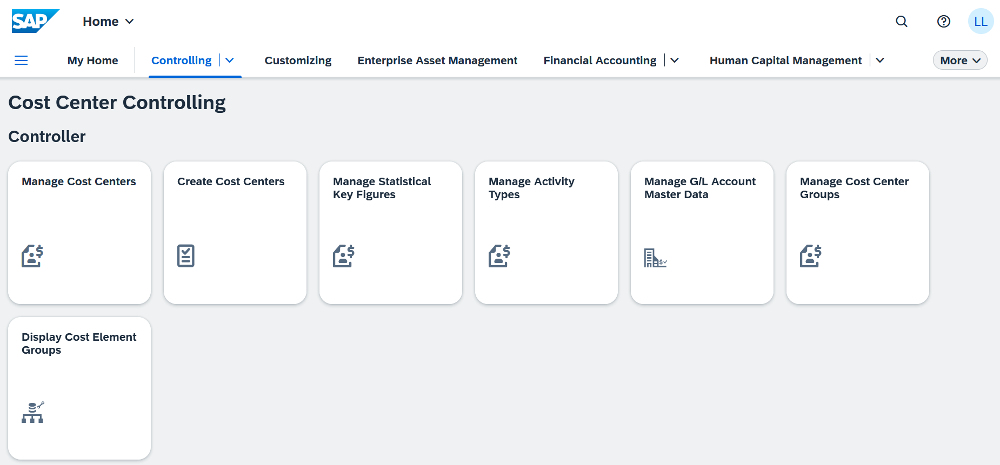 SAP
Home
LL
My Home
Controlling
Customizing
Enterprise Asset Management
Financial Accounting
Human Capital Management
More
Cost Center Controlling
Controller
Manage Cost Centers
Create Cost Centers
Manage Statistical
Key Figures
Manage Activity
Types
Manage G/L Account
Master Data
Manage Cost Center
Groups
Display Cost Element
Groups